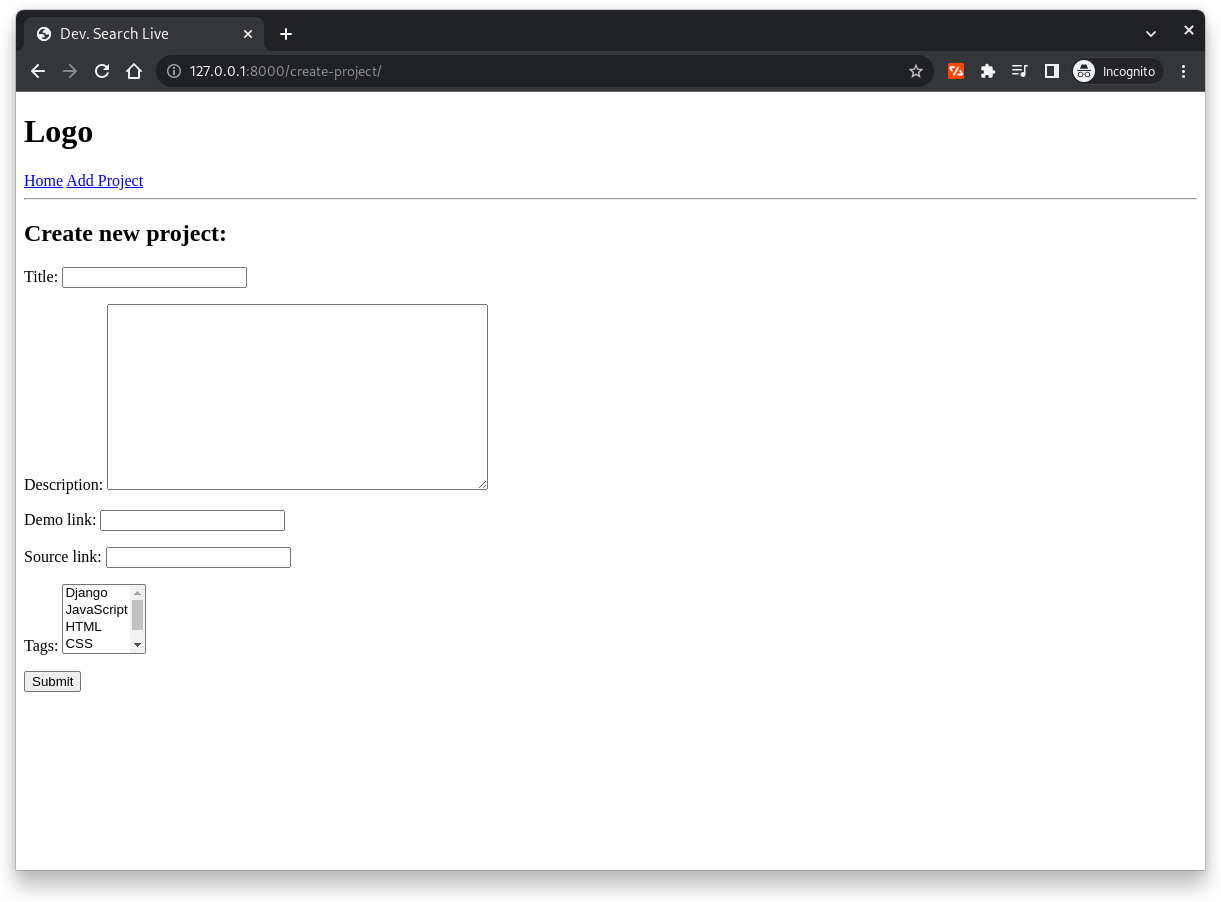 Dev. Search Live
127.0.0.1:8000/create-project/
Incognito
Logo
Home Add Project
Create new project:
Title:
Description:
Demo link:
Source link:
Django
JavaScript
HTML
CSS
Tags:
Submit